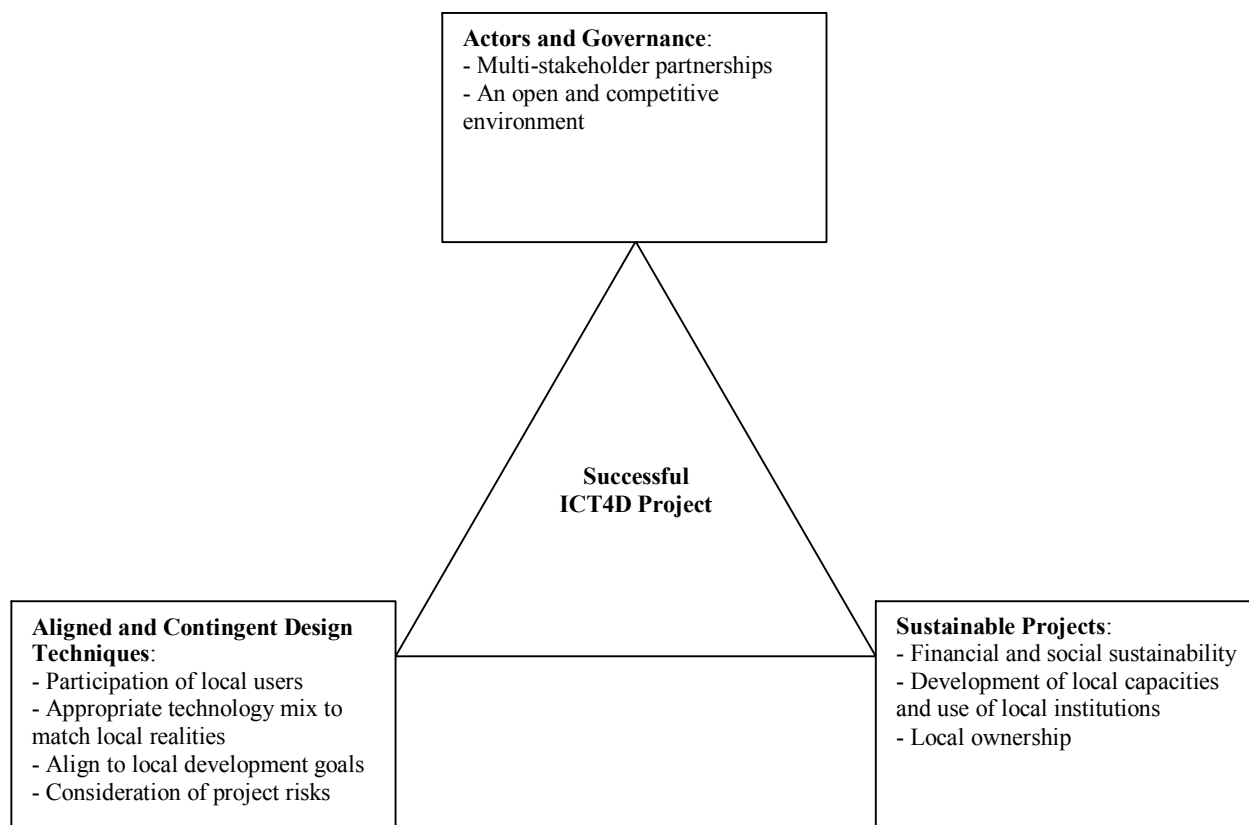 Actors and Governance:
- Multi-stakeholder partnerships
- An open and competitive
environment
Successful
ICT4D Project
Aligned and Contingent Design
Techniques:
- Participation of local users
- Appropriate technology mix to
match local realities
- Align to local development goals
- Consideration of project risks
Sustainable Projects:
- Financial and social sustainability
- Development of local capacities
and use of local institutions
- Local ownership